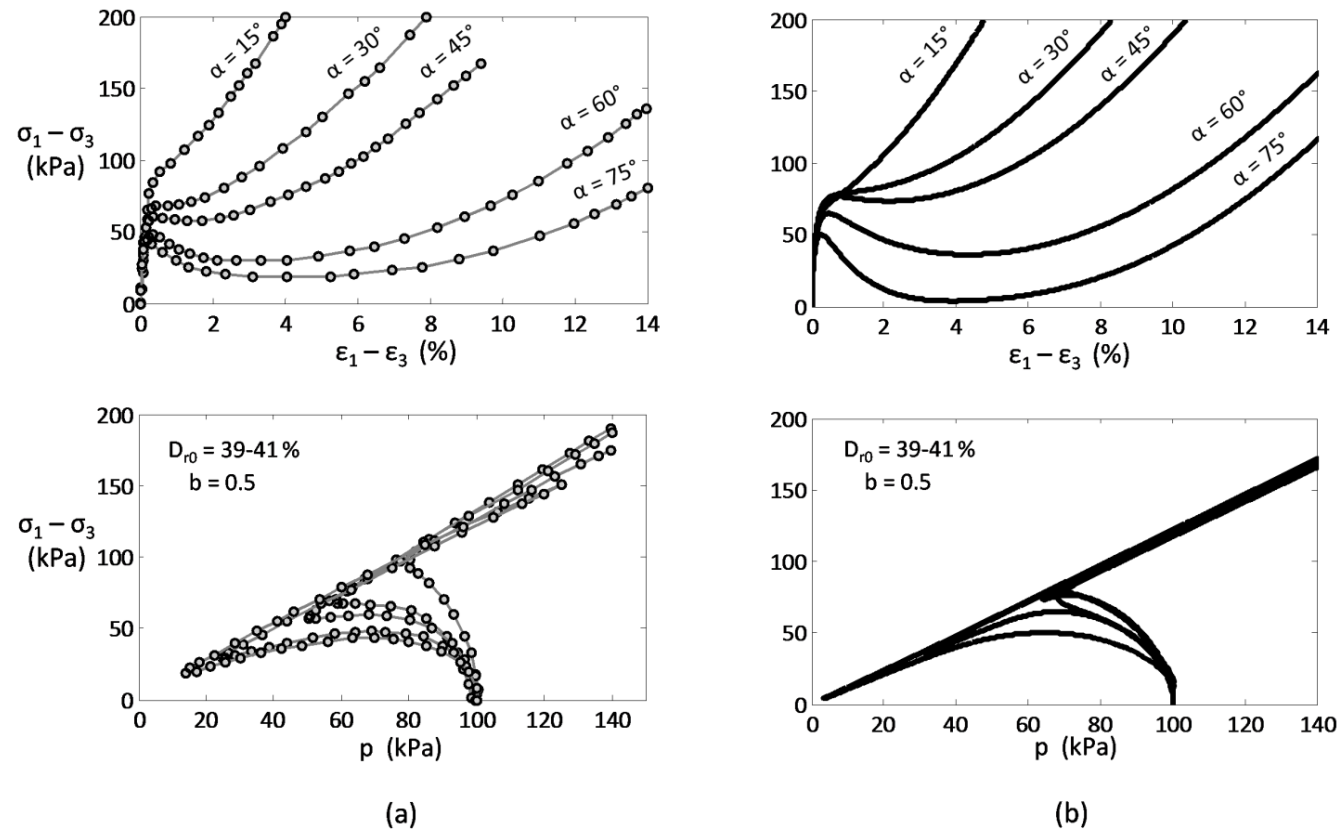 200
150
100
50
0
σ₁ – σ₃
(kPa)
α = 15°
α = 30°
α = 45°
α = 60°
α = 75°
0 2 4 6 8 10 12 14
ε₁ – ε₃ (%)
200
150
100
50
0
α = 15°
α = 30°
α = 45°
α = 60°
α = 75°
0 2 4 6 8 10 12 14
ε₁ – ε₃ (%)
200
150
100
50
0
σ₁ – σ₃
(kPa)
Dr0 = 39-41%
b = 0.5
0 20 40 60 80 100 120 140
p (kPa)
200
150
100
50
0
Dr0 = 39-41%
b = 0.5
0 20 40 60 80 100 120 140
p (kPa)
(a)
(b)